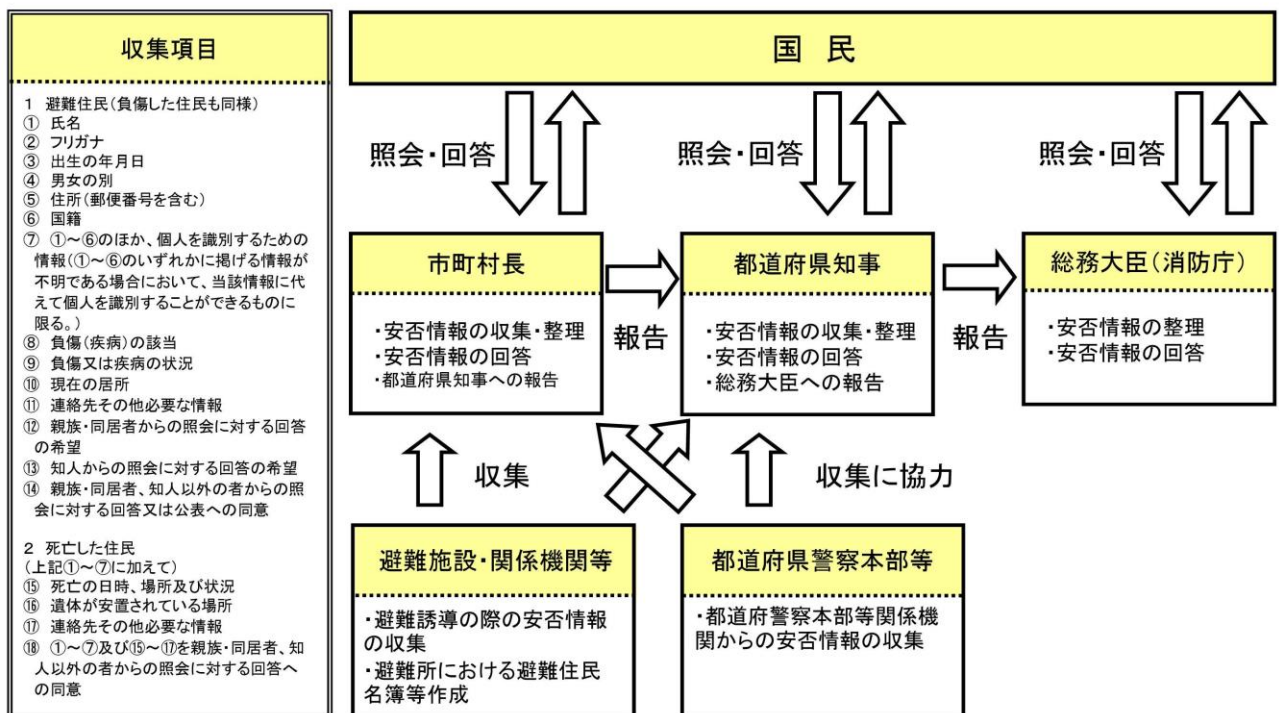 収集項目
1 避難住民(負傷した住民も同様)
① 氏名
② フリガナ
③ 出生の年月日
④ 男女の別
⑤ 住所(郵便番号を含む)
⑥ 国籍
⑦ ①～⑥のほか、個人を識別するための
情報(①～⑥のいずれかに掲げる情報が
不明である場合において、当該情報に代
えて個人を識別することができるものに
限る。)
⑧ 負傷(疾病)の該当
⑨ 負傷又は疾病の状況
⑩ 現在の居所
⑪ 連絡先その他必要な情報
⑫ 親族・同居者からの照会に対する回答
の希望
⑬ 知人からの照会に対する回答の希望
⑭ 親族・同居者、知人以外の者からの照
会に対する回答又は公表への同意
2 死亡した住民
(上記①～⑦に加えて)
⑮ 死亡の日時、場所及び状況
⑯ 遺体が安置されている場所
⑰ 連絡先その他必要な情報
⑱ ①～⑦及び⑮～⑰を親族・同居者、知
人以外の者からの照会に対する回答へ
の同意
国 民
照会・回答
照会・回答
照会・回答
市町村長
・安否情報の収集・整理
・安否情報の回答
・都道府県知事への報告
報告
都道府県知事
・安否情報の収集・整理
・安否情報の回答
・総務大臣への報告
報告
総務大臣(消防庁)
・安否情報の整理
・安否情報の回答
収集
収集に協力
避難施設・関係機関等
・避難誘導の際の安否情報
の収集
・避難所における避難住民
名簿等作成
都道府県警察本部等
・都道府警察本部等関係機
関からの安否情報の収集